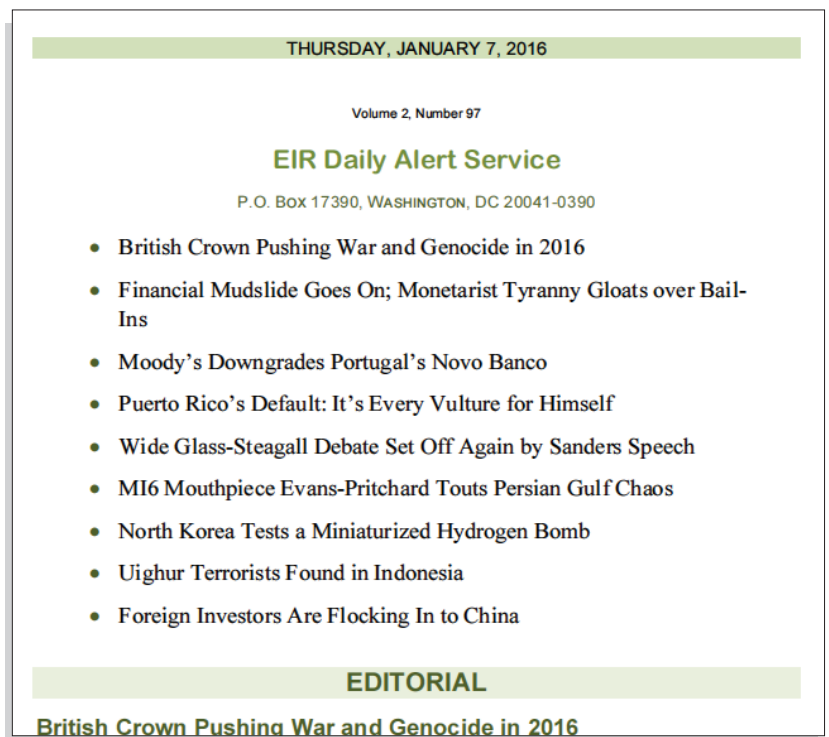 THURSDAY, JANUARY 7, 2016
Volume 2, Number 97
EIR Daily Alert Service
P.O. BOX 17390, WASHINGTON, DC 20041-0390
• British Crown Pushing War and Genocide in 2016
• Financial Mudslide Goes On; Monetarist Tyranny Gloats over Bail-
Ins
• Moody's Downgrades Portugal's Novo Banco
• Puerto Rico's Default: It's Every Vulture for Himself
• Wide Glass-Steagall Debate Set Off Again by Sanders Speech
• MI6 Mouthpiece Evans-Pritchard Touts Persian Gulf Chaos
• North Korea Tests a Miniaturized Hydrogen Bomb
• Uighur Terrorists Found in Indonesia
• Foreign Investors Are Flocking In to China
EDITORIAL
British Crown Pushing War and Genocide in 2016